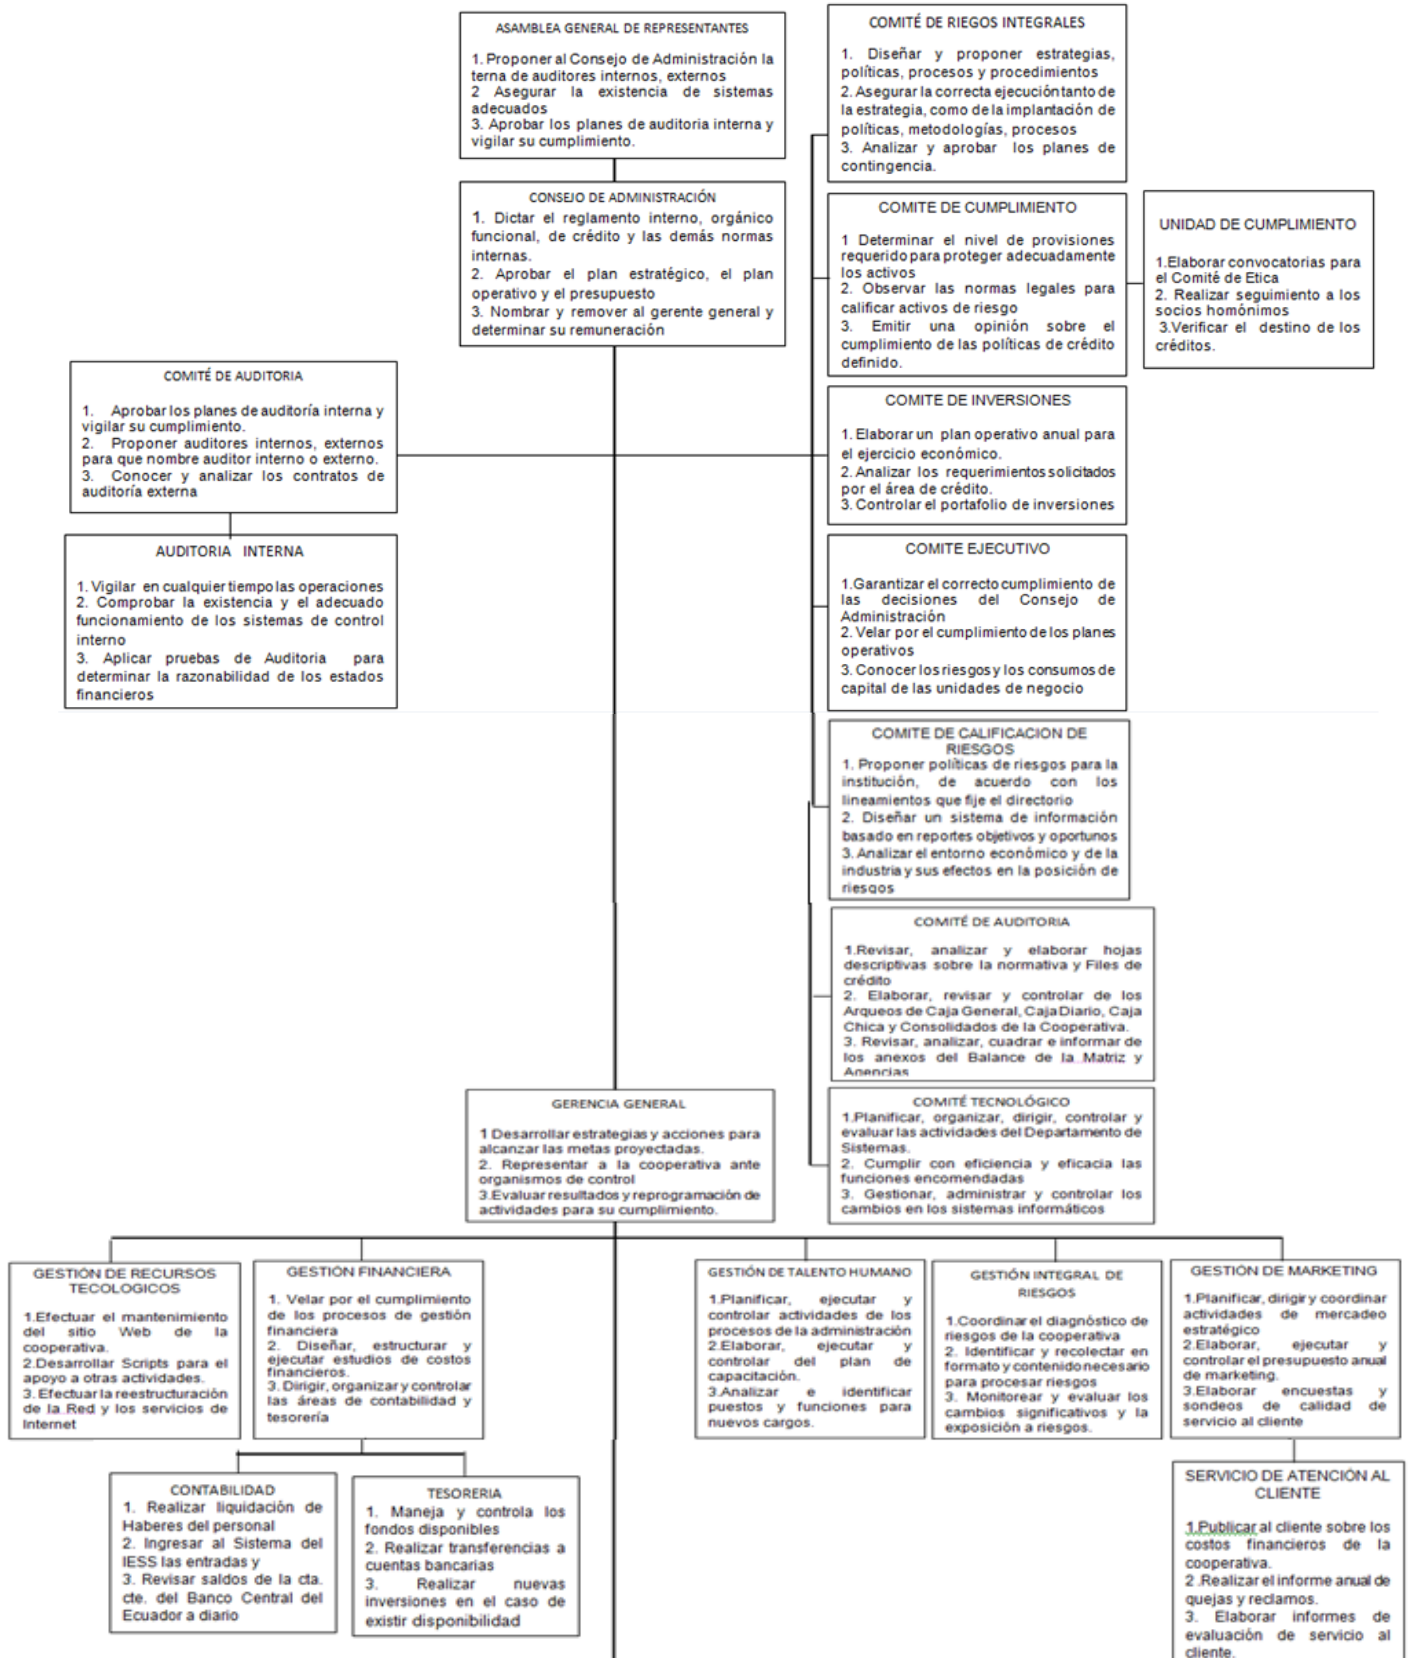 ASAMBLEA GENERAL DE REPRESENTANTES
1. Proponer al Consejo de Administración la
terna de auditores internos, externos
2 Asegurar la existencia de sistemas
adecuados
3. Aprobar los planes de auditoria interna y
vigilar su cumplimiento.
COMITÉ DE RIEGOS INTEGRALES
1. Diseñar y proponer estrategias,
políticas, procesos y procedimientos
2. Asegurar la correcta ejecución tanto de
la estrategia, como de la implantación de
políticas, metodologías, procesos
3. Analizar y aprobar los planes de
contingencia.
CONSEJO DE ADMINISTRACIÓN
1. Dictar el reglamento interno, orgánico
funcional, de crédito y las demás normas
internas.
2. Aprobar el plan estratégico, el plan
operativo y el presupuesto
3. Nombrar y remover al gerente general y
determinar su remuneración
COMITE DE CUMPLIMIENTO
1 Determinar el nivel de provisiones
requerido para proteger adecuadamente
los activos
2. Observar las normas legales para
calificar activos de riesgo
3. Emitir una opinión sobre el
cumplimiento de las políticas de crédito
definido.
UNIDAD DE CUMPLIMIENTO
1.Elaborar convocatorias para
el Comité de Etica
2. Realizar seguimiento a los
socios homónimos
3.Verificar el destino de los
créditos.
COMITÉ DE AUDITORIA
1. Aprobar los planes de auditoría interna y
vigilar su cumplimiento.
2. Proponer auditores internos, externos
para que nombre auditor interno o externo.
3. Conocer y analizar los contratos de
auditoría externa
COMITE DE INVERSIONES
1. Elaborar un plan operativo anual para
el ejercicio económico.
2. Analizar los requerimientos solicitados
por el área de crédito.
3. Controlar el portafolio de inversiones
AUDITORIA INTERNA
1. Vigilar en cualquier tiempo las operaciones
2. Comprobar la existencia y el adecuado
funcionamiento de los sistemas de control
interno
3. Aplicar pruebas de Auditoria para
determinar la razonabilidad de los estados
financieros
COMITE EJECUTIVO
1.Garantizar el correcto cumplimiento de
las decisiones del Consejo de
Administración
2. Velar por el cumplimiento de los planes
operativos
3. Conocer los riesgos y los consumos de
capital de las unidades de negocio
COMITE DE CALIFICACION DE
RIESGOS
1. Proponer políticas de riesgos para la
institución, de acuerdo con los
lineamientos que fije el directorio
2. Diseñar un sistema de información
basado en reportes objetivos y oportunos
3. Analizar el entorno económico y de la
industria y sus efectos en la posición de
riesgos
COMITÉ DE AUDITORIA
1.Revisar, analizar y elaborar hojas
descriptivas sobre la normativa y Files de
crédito
2. Elaborar, revisar y controlar de los
Arqueos de Caja General, Caja Diario, Caja
Chica y Consolidados de la Cooperativa.
3. Revisar, analizar, cuadrar e informar de
los anexos del Balance de la Matriz y
Agencias
GERENCIA GENERAL
1 Desarrollar estrategias y acciones para
alcanzar las metas proyectadas.
2. Representar a la cooperativa ante
organismos de control
3.Evaluar resultados y reprogramación de
actividades para su cumplimiento.
COMITÉ TECNOLÓGICO
1.Planificar, organizar, dirigir, controlar y
evaluar las actividades del Departamento de
Sistemas.
2. Cumplir con eficiencia y eficacia las
funciones encomendadas
3. Gestionar, administrar y controlar los
cambios en los sistemas informáticos
GESTIÓN DE RECURSOS
TECOLOGICOS
1.Efectuar el mantenimiento
del sitio Web de la
cooperativa.
2.Desarrollar Scripts para el
apoyo a otras actividades.
3. Efectuar la reestructuración
de la Red y los servicios de
Internet
GESTIÓN FINANCIERA
1. Velar por el cumplimiento
de los procesos de gestión
financiera
2. Diseñar, estructurar y
ejecutar estudios de costos
financieros.
3. Dirigir, organizar y controlar
las áreas de contabilidad y
tesorería
GESTIÓN DE TALENTO HUMANO
1.Planificar, ejecutar y
controlar actividades de los
procesos de la administración
2.Elaborar, ejecutar y
controlar del plan de
capacitación.
3.Analizar e identificar
puestos y funciones para
nuevos cargos.
GESTIÓN INTEGRAL DE
RIESGOS
1.Coordinar el diagnóstico de
riesgos de la cooperativa
2. Identificar y recolectar en
formato y contenido necesario
para procesar riesgos
3. Monitorear y evaluar los
cambios significativos y la
exposición a riesgos.
GESTIÓN DE MARKETING
1.Planificar, dirigir y coordinar
actividades de mercadeo
estratégico
2.Elaborar, ejecutar y
controlar el presupuesto anual
de marketing.
3.Elaborar encuestas y
sondeos de calidad de
servicio al cliente
CONTABILIDAD
1. Realizar liquidación de
Haberes del personal
2. Ingresar al Sistema del
IESS las entradas y
3. Revisar saldos de la cta.
cte. del Banco Central del
Ecuador a diario
TESORERIA
1. Maneja y controla los
fondos disponibles
2. Realizar transferencias a
cuentas bancarias
3. Realizar nuevas
inversiones en el caso de
existir disponibilidad
SERVICIO DE ATENCIÓN AL
CLIENTE
1.Publicar al cliente sobre los
costos financieros de la
cooperativa.
2 .Realizar el informe anual de
quejas y reclamos.
3. Elaborar informes de
evaluación de servicio al
cliente.